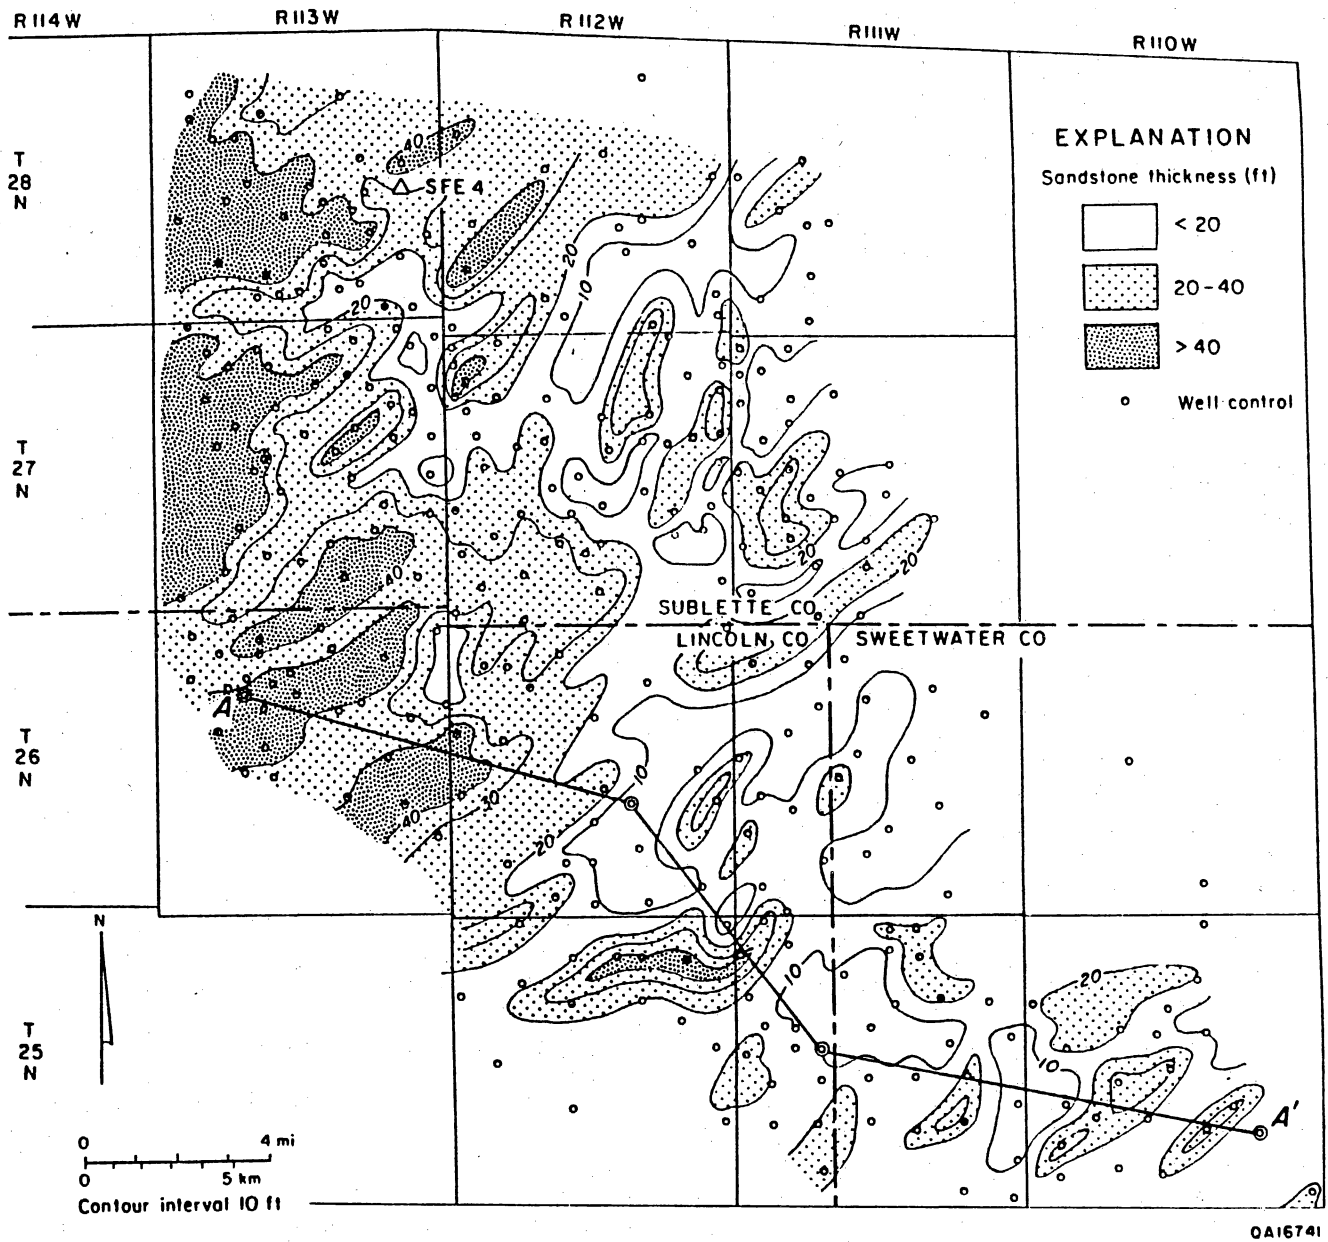 R114W R113W R112W R111W R110W
T
28
N
T
27
N
T
26
N
T
25
N
EXPLANATION
Sandstone thickness (ft)
< 20
20-40
> 40
Well control
40
SFE 4
20
20
10
40
20
20
SUBLETTE CO
LINCOLN CO
SWEETWATER CO
A
10
40
30
20
10
20
10
A'
N
0 4 mi
0 5 km
Contour interval 10 ft
QA16741